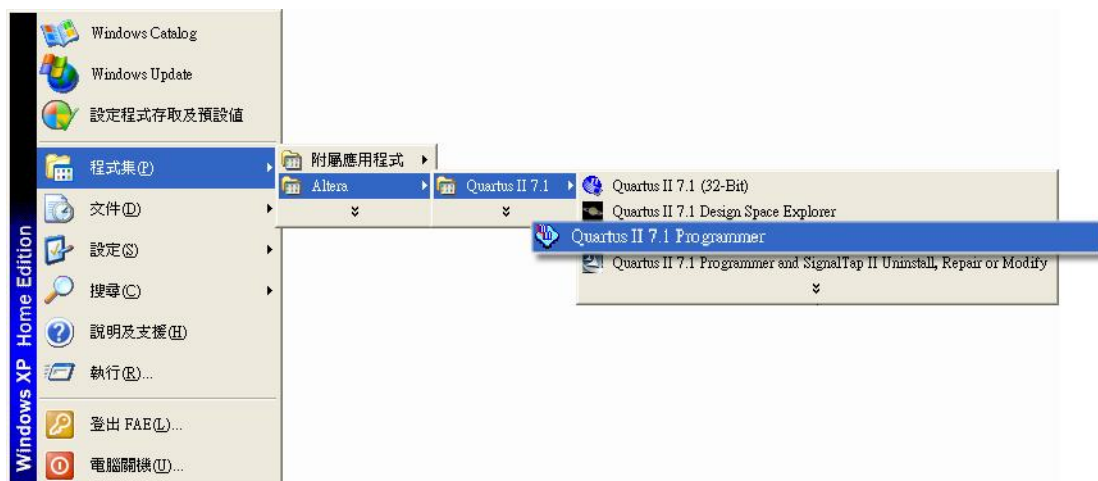 Windows Catalog
Windows Update
設定程式存取及預設値
程式集(P)
文件(D)
設定(S)
搜尋(C)
說明及支援(H)
執行(R)...
登出 FAE(L)...
電腦關機(U)...
Windows XP Home Edition
附屬應用程式
Altera
Quartus II 7.1
Quartus II 7.1 (32-Bit)
Quartus II 7.1 Design Space Explorer
Quartus II 7.1 Programmer
Quartus II 7.1 Programmer and SignalTap II Uninstall, Repair or Modify